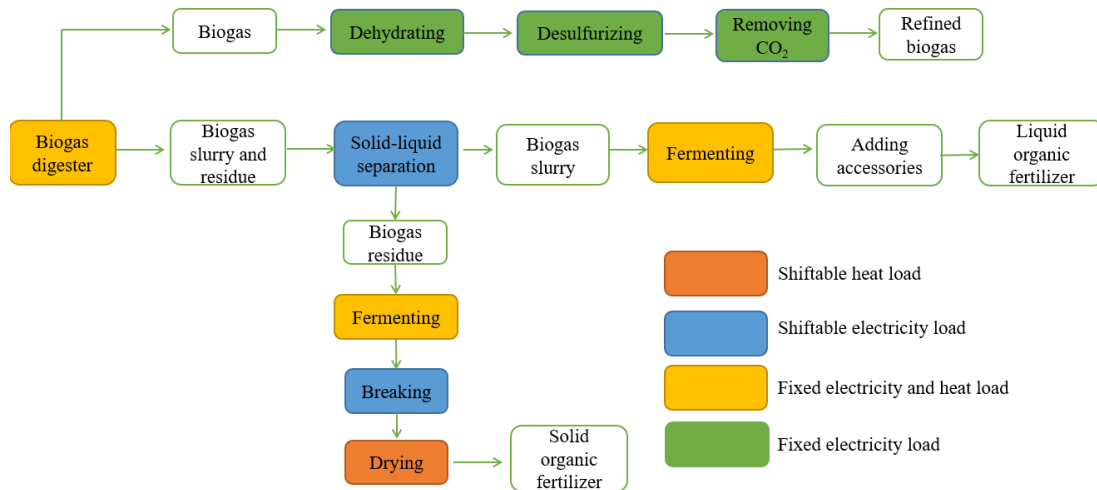 Biogas
Dehydrating
Desulfurizing
Removing
CO₂
Refined
biogas
Biogas
digester
Biogas
slurry and
residue
Solid-liquid
separation
Biogas
slurry
Fermenting
Adding
accessories
Liquid
organic
fertilizer
Biogas
residue
Fermenting
Breaking
Drying
Solid
organic
fertilizer
Shiftable heat load
Shiftable electricity load
Fixed electricity and heat load
Fixed electricity load